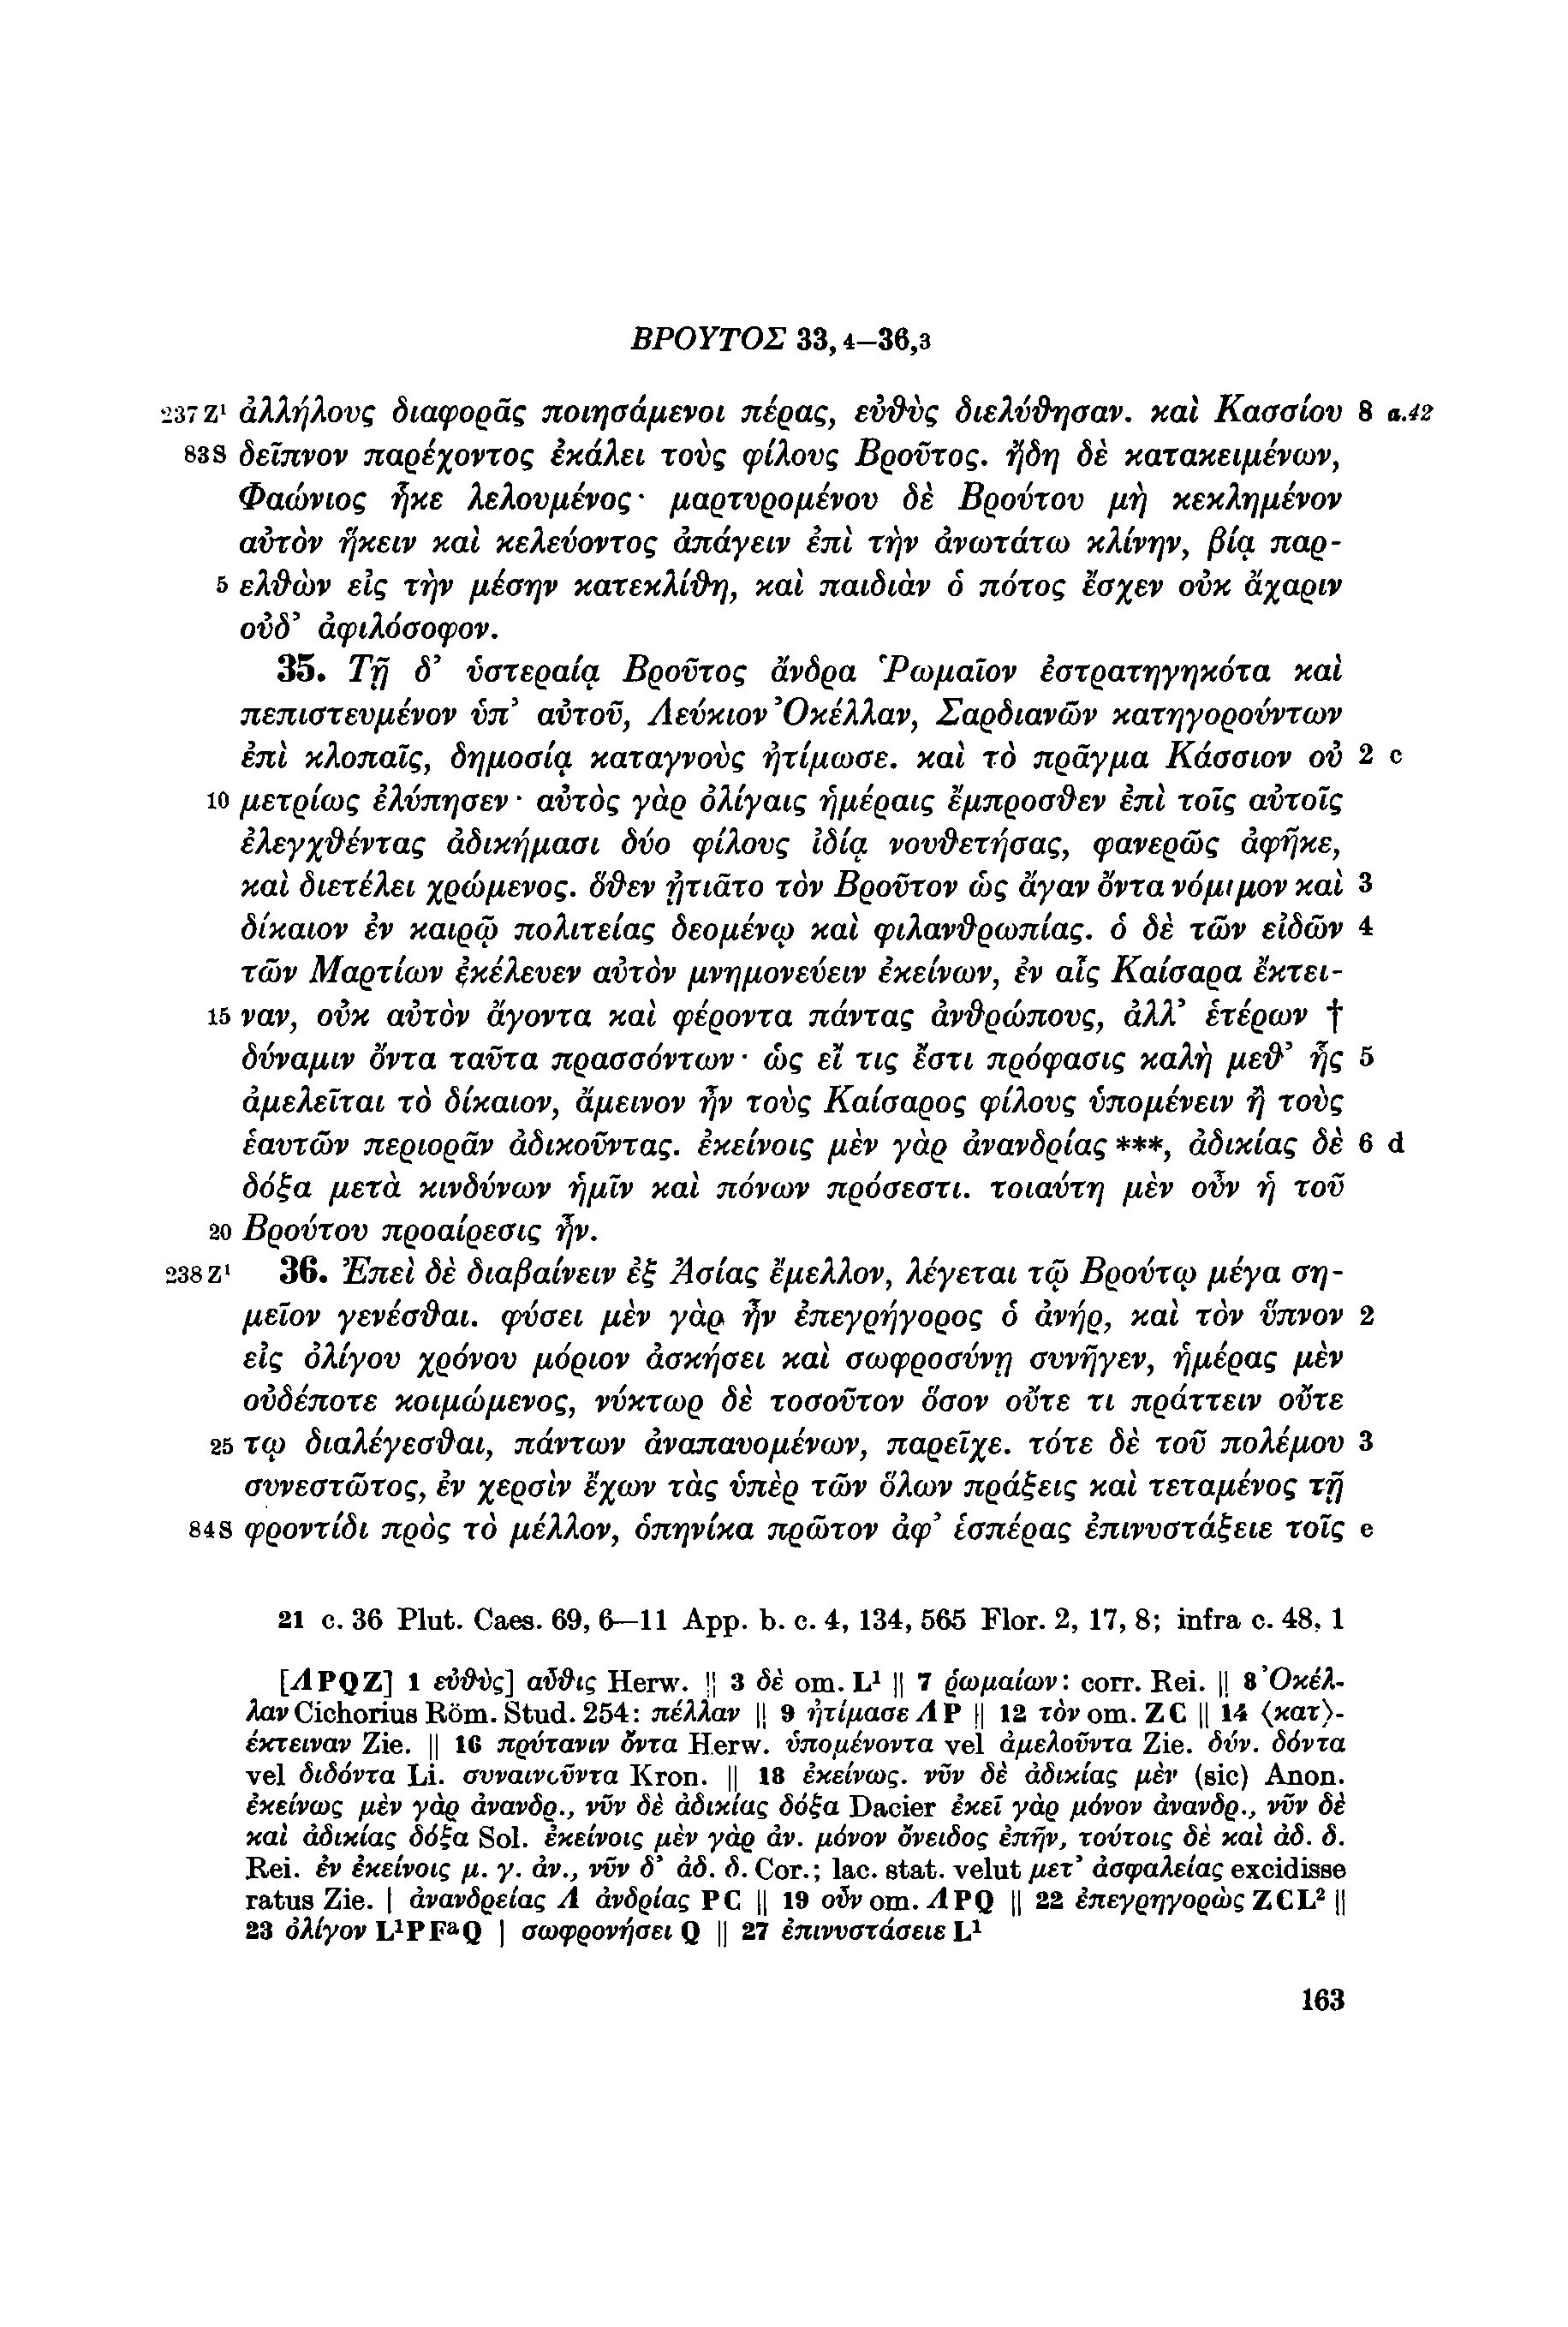 ΒΡΟΥΤΟΣ 33,4–36,3
237 Z¹ ἀλλήλους διαφορᾶς ποιησάμενοι πέρας, εὐϑὺς διελύϑησαν. καὶ Κασσίου 8 a.42
83 S δεῖπνον παρέχοντος ἐκάλει τοὺς φίλους Βροῦτος. ἤδη δὲ κατακειμένων,
Φαώνιος ἧκε λελουμένος· μαρτυρομένου δὲ Βρούτου μὴ κεκλημένον
αὐτὸν ἥκειν καὶ κελεύοντος ἀπάγειν ἐπὶ τὴν ἀνωτάτω κλίνην, βίᾳ παρ-
5 ελϑὼν εἰς τὴν μέσην κατεκλίϑη, καὶ παιδιὰν ὁ πότος ἔσχεν οὐκ ἄχαριν
οὐδ’ ἀφιλόσοφον.
35. Τῇ δ’ ὑστεραίᾳ Βροῦτος ἄνδρα Ῥωμαῖον ἐστρατηγηκότα καὶ
πεπιστευμένον ὑπ’ αὐτοῦ, Λεύκιον Ὀκέλλαν, Σαρδιανῶν κατηγορούντων
ἐπὶ κλοπαῖς, δημοσίᾳ καταγνοὺς ἠτίμωσε. καὶ τὸ πρᾶγμα Κάσσιον οὐ 2 c
10 μετρίως ἐλύπησεν· αὐτὸς γὰρ ὀλίγαις ἡμέραις ἔμπροσϑεν ἐπὶ τοῖς αὐτοῖς
ἐλεγχϑέντας ἀδικήμασι δύο φίλους ἰδίᾳ νουϑετήσας, φανερῶς ἀφῆκε,
καὶ διετέλει χρώμενος. ὅϑεν ᾐτιᾶτο τὸν Βροῦτον ὡς ἄγαν ὄντα νόμιμον καὶ 3
δίκαιον ἐν καιρῷ πολιτείας δεομένῳ καὶ φιλανϑρωπίας. ὁ δὲ τῶν εἰδῶν 4
τῶν Μαρτίων ἐκέλευεν αὐτὸν μνημονεύειν ἐκείνων, ἐν αἷς Καίσαρα ἔκτει-
15 ναν, οὐκ αὐτὸν ἄγοντα καὶ φέροντα πάντας ἀνϑρώπους, ἀλλ’ ἑτέρων †
δύναμιν ὄντα ταῦτα πρασσόντων· ὡς εἴ τις ἔστι πρόφασις καλὴ μεϑ’ ἧς 5
ἀμελεῖται τὸ δίκαιον, ἄμεινον ἦν τοὺς Καίσαρος φίλους ὑπομένειν ἢ τοὺς
ἑαυτῶν περιορᾶν ἀδικοῦντας. ἐκείνοις μὲν γὰρ ἀνανδρίας ***, ἀδικίας δὲ 6 d
δόξα μετὰ κινδύνων ἡμῖν καὶ πόνων πρόσεστι. τοιαύτη μὲν οὖν ἡ τοῦ
20 Βρούτου προαίρεσις ἦν.
238 Z¹ 36. Ἐπεὶ δὲ διαβαίνειν ἐξ Ἀσίας ἔμελλον, λέγεται τῷ Βρούτῳ μέγα ση-
μεῖον γενέσϑαι. φύσει μὲν γὰρ ἦν ἐπεγρήγορος ὁ ἀνήρ, καὶ τὸν ὕπνον 2
εἰς ὀλίγου χρόνου μόριον ἀσκήσει καὶ σωφροσύνῃ συνῆγεν, ἡμέρας μὲν
οὐδέποτε κοιμώμενος, νύκτωρ δὲ τοσοῦτον ὅσον οὔτε τι πράττειν οὔτε
25 τῳ διαλέγεσϑαι, πάντων ἀναπαυομένων, παρεῖχε. τότε δὲ τοῦ πολέμου 3
συνεστῶτος, ἐν χερσὶν ἔχων τὰς ὑπὲρ τῶν ὅλων πράξεις καὶ τεταμένος τῇ
84 S φροντίδι πρὸς τὸ μέλλον, ὁπηνίκα πρῶτον ἀφ’ ἑσπέρας ἐπινυστάξειε τοῖς e
21 c. 36 Plut. Caes. 69, 6—11 App. b. c. 4, 134, 565 Flor. 2, 17, 8; infra c. 48, 1
[ΛPQZ] 1 εὐϑὺς] αὖϑις Herw. || 3 δὲ om. L¹ || 7 ῥωμαίων: corr. Rei. || 8 Ὀκέλ-
λαν Cichorius Röm. Stud. 254: πέλλαν || 9 ἠτίμασε Λ P || 12 τὸν om. ZC || 14 ⟨κατ⟩-
έκτειναν Zie. || 16 πρύτανιν ὄντα Herw. ὑπομένοντα vel ἀμελοῦντα Zie. δύν. δόντα
vel διδόντα Li. συναινοῦντα Kron. || 18 ἐκείνως. νῦν δὲ ἀδικίας μὲν (sic) Anon.
ἐκείνως μὲν γὰρ ἀνανδρ., νῦν δὲ ἀδικίας δόξα Dacier ἐκεῖ γὰρ μόνον ἀνανδρ., νῦν δὲ
καὶ ἀδικίας δόξα Sol. ἐκείνοις μὲν γὰρ ἀν. μόνον ὄνειδος ἐπῆν, τούτοις δὲ καὶ ἀδ. δ.
Rei. ἐν ἐκείνοις μ. γ. ἀν., νῦν δ’ ἀδ. δ. Cor.; lac. stat. velut μετ’ ἀσφαλείας excidisse
ratus Zie. | ἀνανδρείας Λ ἀνδρίας PC || 19 οὖν om. ΛPQ || 22 ἐπεγρηγορὼς ZCL² ||
23 ὀλίγον L¹PFᵃQ | σωφρονήσει Q || 27 ἐπινυστάσειε L¹
163